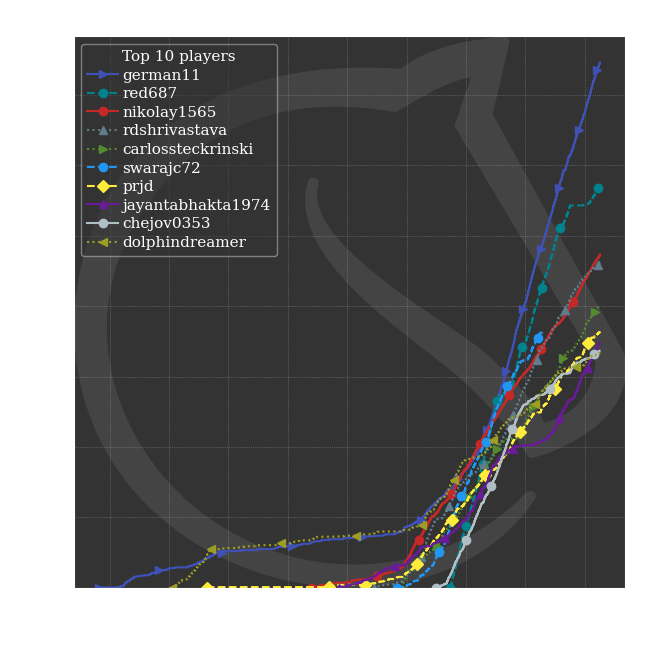 Top 10 players
german11
red687
nikolay1565
rdshrivastava
carlossteckrinski
swarajc72
prjd
jayantabhakta1974
chejov0353
dolphindreamer